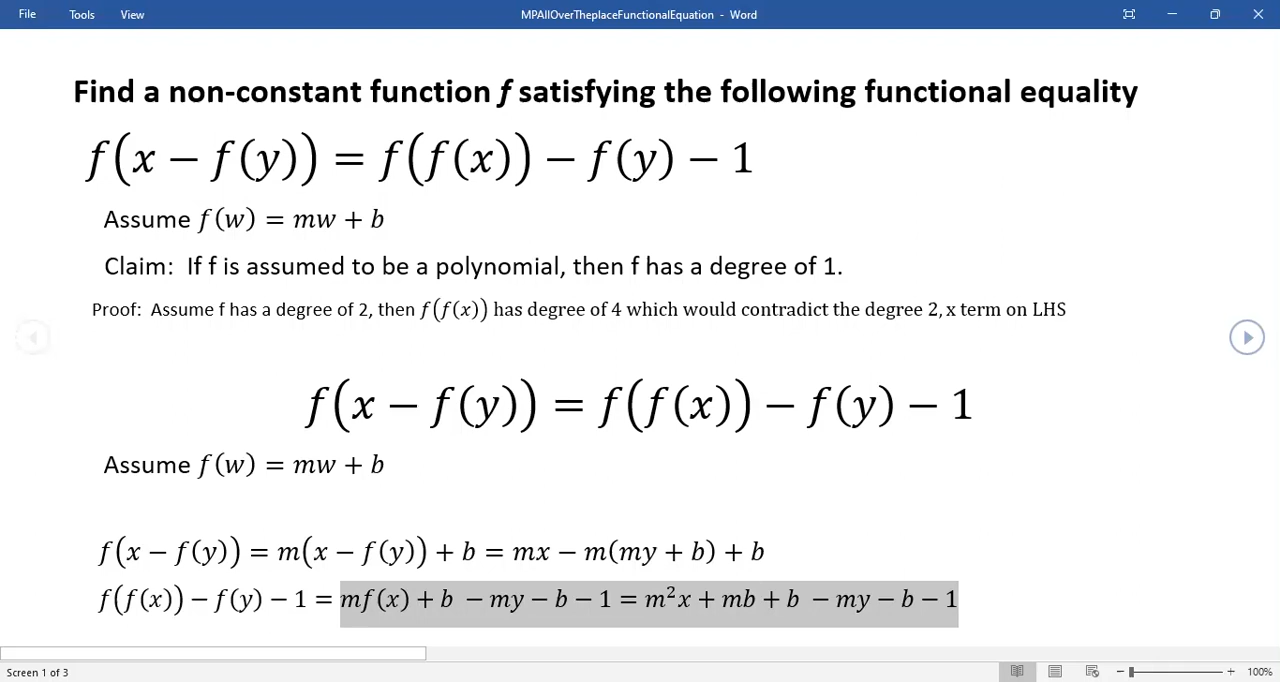 File Tools View MPAllOverTheplaceFunctionalEquation - Word
Find a non-constant function f satisfying the following functional equality
f(x − f(y)) = f(f(x)) − f(y) − 1
Assume f(w) = mw + b
Claim: If f is assumed to be a polynomial, then f has a degree of 1.
Proof: Assume f has a degree of 2, then f(f(x)) has degree of 4 which would contradict the degree 2, x term on LHS
f(x − f(y)) = f(f(x)) − f(y) − 1
Assume f(w) = mw + b
f(x − f(y)) = m(x − f(y)) + b = mx − m(my + b) + b
f(f(x)) − f(y) − 1 = mf(x) + b − my − b − 1 = m²x + mb + b − my − b − 1
Screen 1 of 3 100%